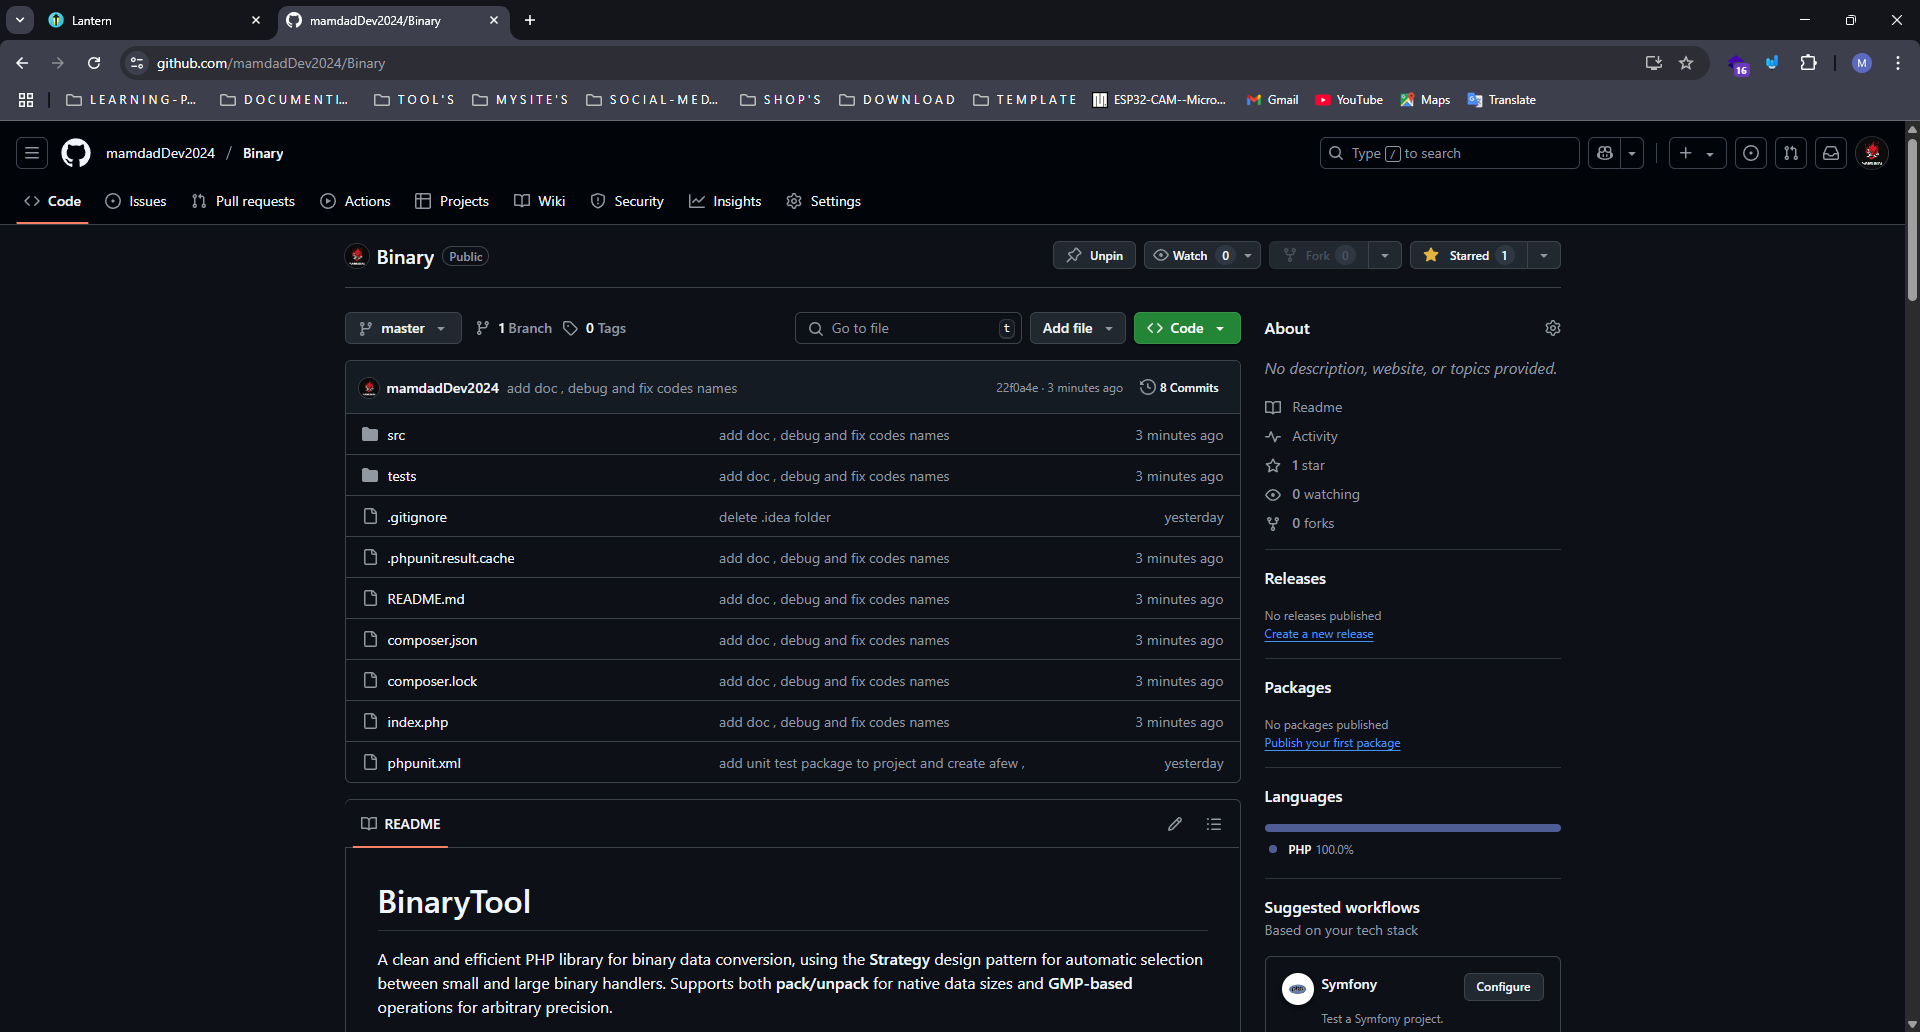 Lantern
mamdadDev2024/Binary
github.com/mamdadDev2024/Binary
16
M
LEARNING-P...
DOCUMENTI...
TOOL'S
MYSITE'S
SOCIAL-MED...
SHOP'S
DOWNLOAD
TEMPLATE
ESP32-CAM--Micro...
Gmail
YouTube
Maps
Translate
mamdadDev2024 / Binary
Type / to search
Code
Issues
Pull requests
Actions
Projects
Wiki
Security
Insights
Settings
Binary Public
Unpin
Watch 0
Fork 0
Starred 1
master
1 Branch
0 Tags
Go to file t
Add file
Code
mamdadDev2024 add doc , debug and fix codes names 22f0a4e · 3 minutes ago 8 Commits
src add doc , debug and fix codes names 3 minutes ago
tests add doc , debug and fix codes names 3 minutes ago
.gitignore delete .idea folder yesterday
.phpunit.result.cache add doc , debug and fix codes names 3 minutes ago
README.md add doc , debug and fix codes names 3 minutes ago
composer.json add doc , debug and fix codes names 3 minutes ago
composer.lock add doc , debug and fix codes names 3 minutes ago
index.php add doc , debug and fix codes names 3 minutes ago
phpunit.xml add unit test package to project and create afew , yesterday
README
BinaryTool
A clean and efficient PHP library for binary data conversion, using the Strategy design pattern for automatic selection
between small and large binary handlers. Supports both pack/unpack for native data sizes and GMP-based
operations for arbitrary precision.
About
No description, website, or topics provided.
Readme
Activity
1 star
0 watching
0 forks
Releases
No releases published
Create a new release
Packages
No packages published
Publish your first package
Languages
PHP 100.0%
Suggested workflows
Based on your tech stack
Symfony
Configure
Test a Symfony project.